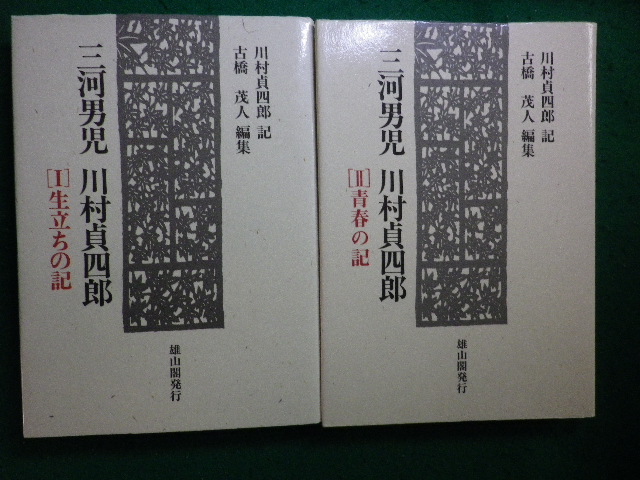 川村貞四郎 記
古橋 茂人 編集
三河男児 川村貞四郎
[Ⅰ]生立ちの記
雄山閣発行
川村貞四郎 記
古橋 茂人 編集
三河男児 川村貞四郎
[Ⅱ]青春の記
雄山閣発行